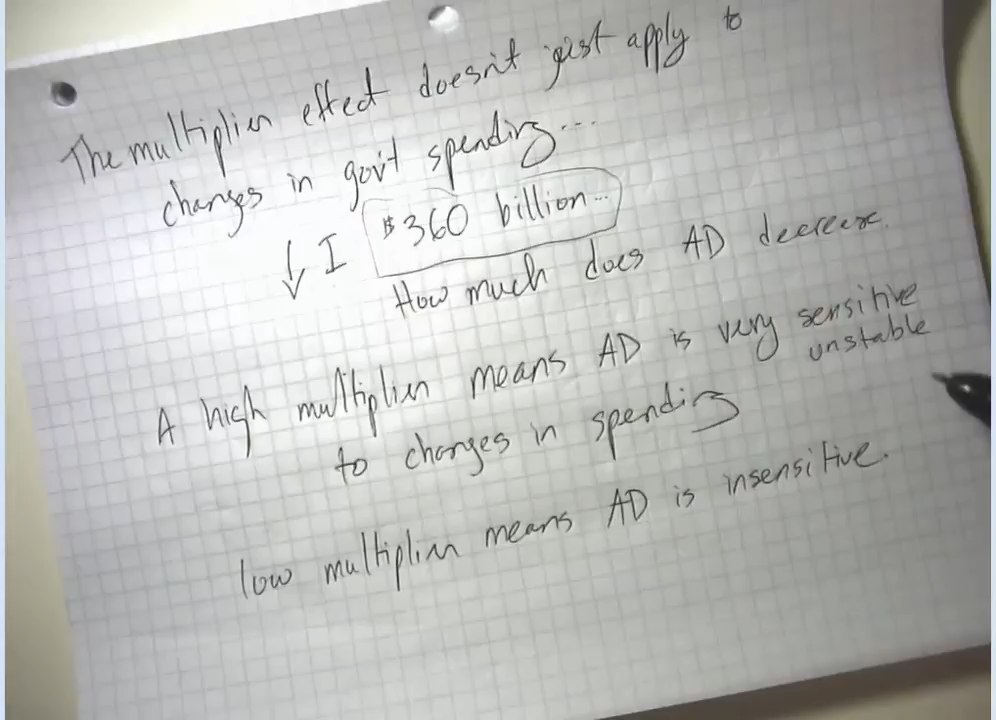 The multiplier effect doesn't just apply to
changes in gov't spending...
↓ I $360 billion...
How much does AD decrease.
A high multiplier means AD is very sensitive
unstable
to changes in spending
low multiplier means AD is insensitive.